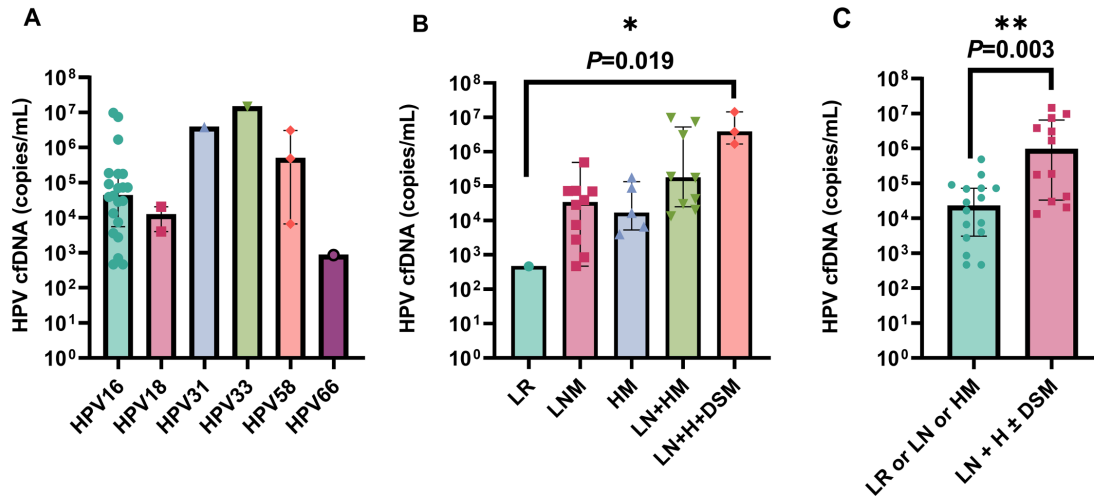 A
HPV cfDNA (copies/mL)
10⁸
10⁷
10⁶
10⁵
10⁴
10³
10²
10¹
10⁰
HPV16
HPV18
HPV31
HPV33
HPV58
HPV66
B
*
P=0.019
HPV cfDNA (copies/mL)
10⁸
10⁷
10⁶
10⁵
10⁴
10³
10²
10¹
10⁰
LR
LNM
HM
LN+HM
LN+H+DSM
C
**
P=0.003
HPV cfDNA (copies/mL)
10⁸
10⁷
10⁶
10⁵
10⁴
10³
10²
10¹
10⁰
LR or LN or HM
LN + H ± DSM